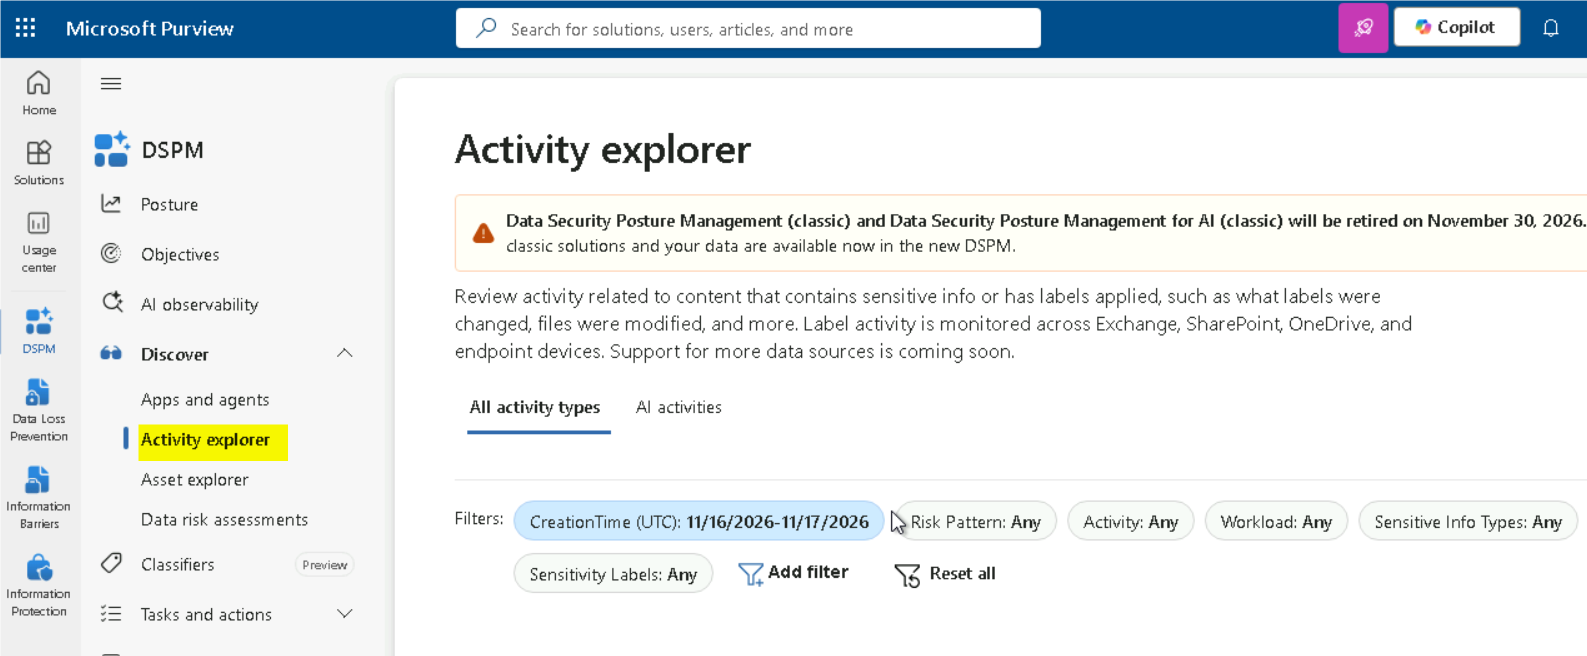 Microsoft Purview
Search for solutions, users, articles, and more
Copilot
Home
Solutions
Usage
center
DSPM
Data Loss
Prevention
Information
Barriers
Information
Protection
DSPM
Posture
Objectives
AI observability
Discover
Apps and agents
Activity explorer
Asset explorer
Data risk assessments
Classifiers Preview
Tasks and actions
Activity explorer
Data Security Posture Management (classic) and Data Security Posture Management for AI (classic) will be retired on November 30, 2026.
classic solutions and your data are available now in the new DSPM.
Review activity related to content that contains sensitive info or has labels applied, such as what labels were
changed, files were modified, and more. Label activity is monitored across Exchange, SharePoint, OneDrive, and
endpoint devices. Support for more data sources is coming soon.
All activity types AI activities
Filters: CreationTime (UTC): 11/16/2026-11/17/2026 Risk Pattern: Any Activity: Any Workload: Any Sensitive Info Types: Any
Sensitivity Labels: Any Add filter Reset all